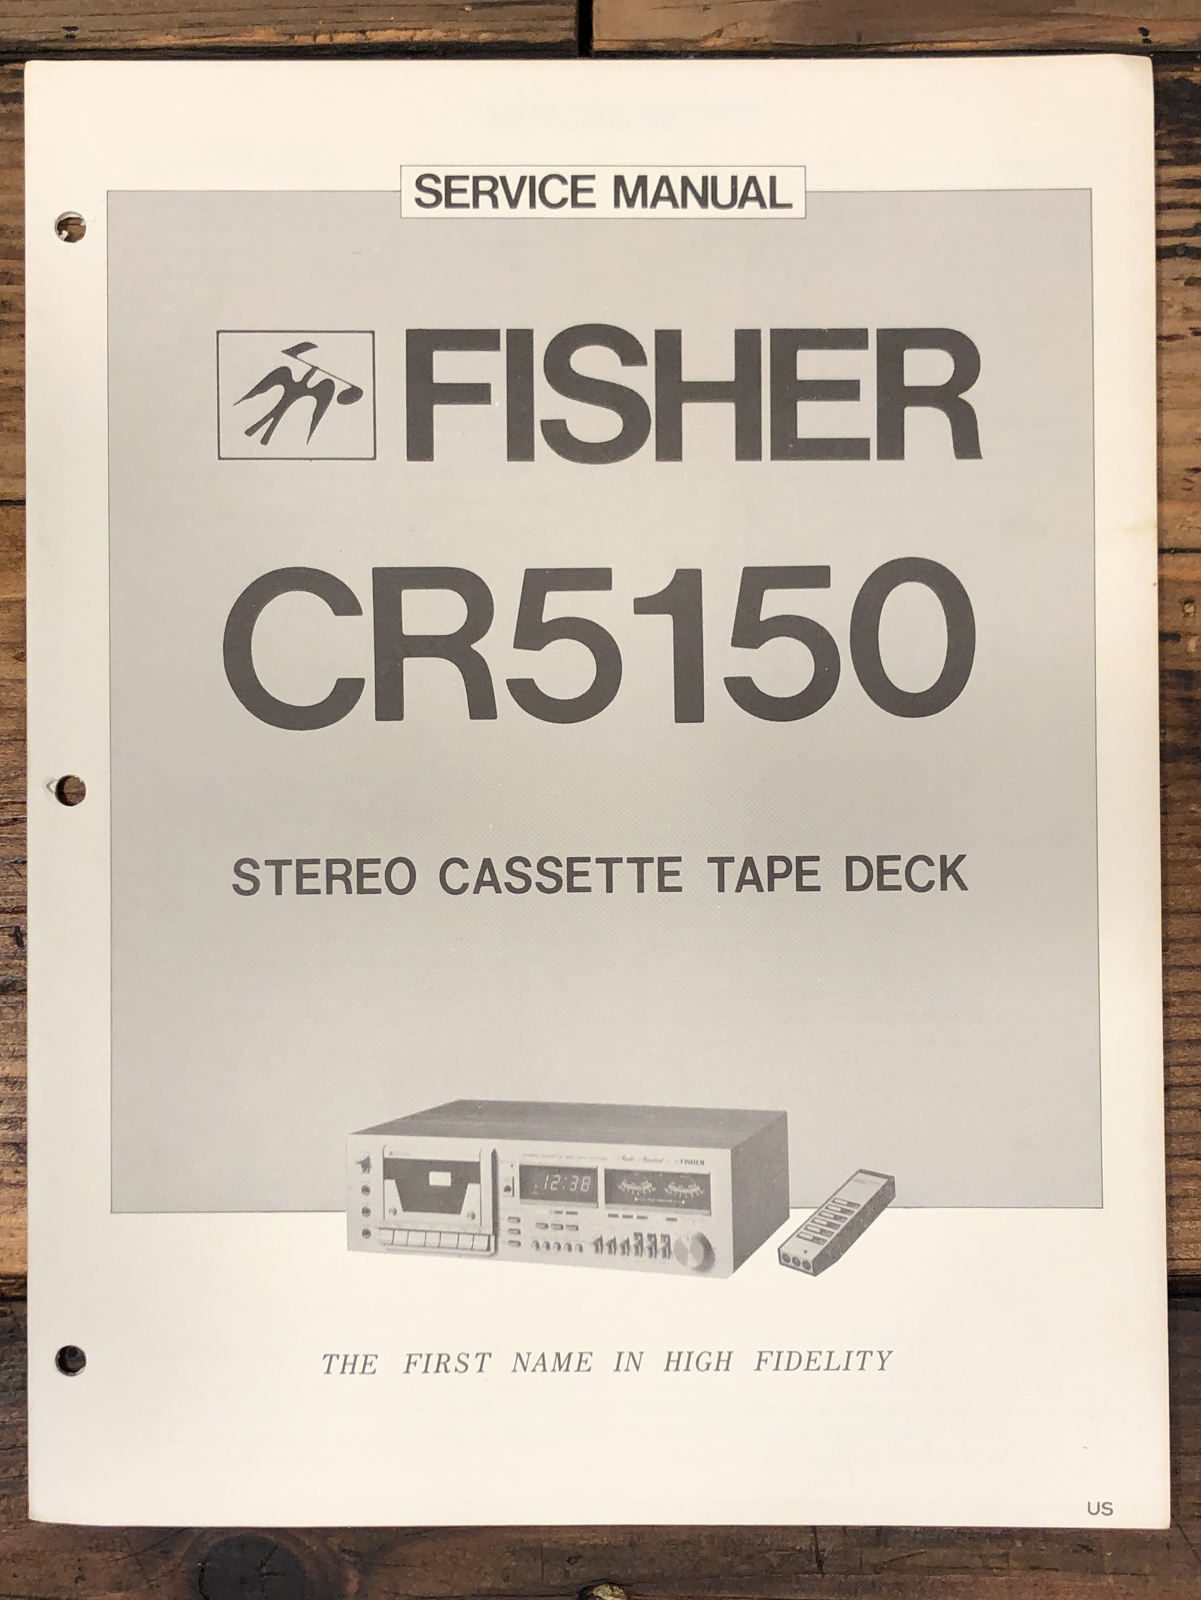 SERVICE MANUAL
FISHER
CR5150
STEREO CASSETTE TAPE DECK
12:38
FISHER
THE FIRST NAME IN HIGH FIDELITY
US